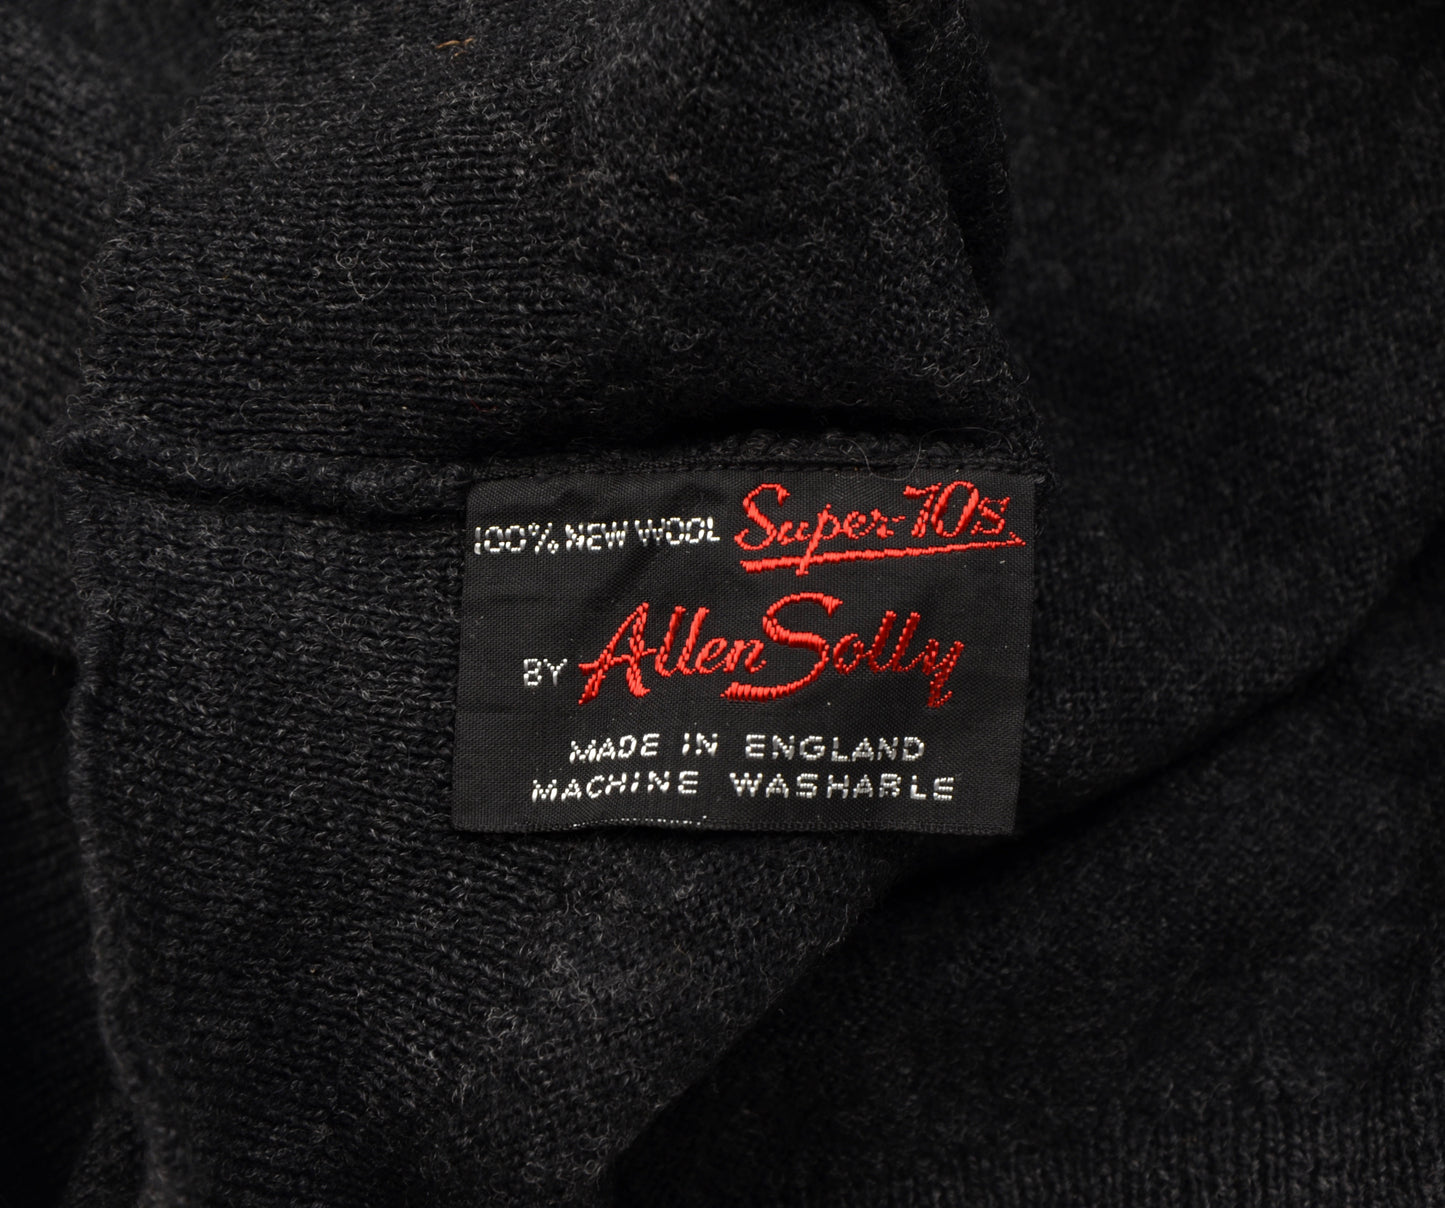 100% NEW WOOL Super-70s
BY Allen Solly
MADE IN ENGLAND
MACHINE WASHABLE